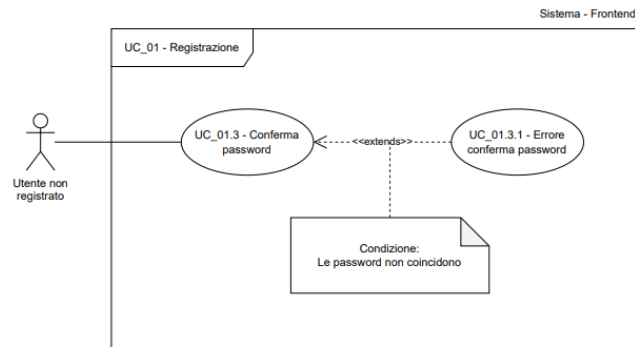 Sistema - Frontend
UC_01 - Registrazione
UC_01.3 - Conferma
password
<<extends>>
UC_01.3.1 - Errore
conferma password
Utente non
registrato
Condizione:
Le password non coincidono